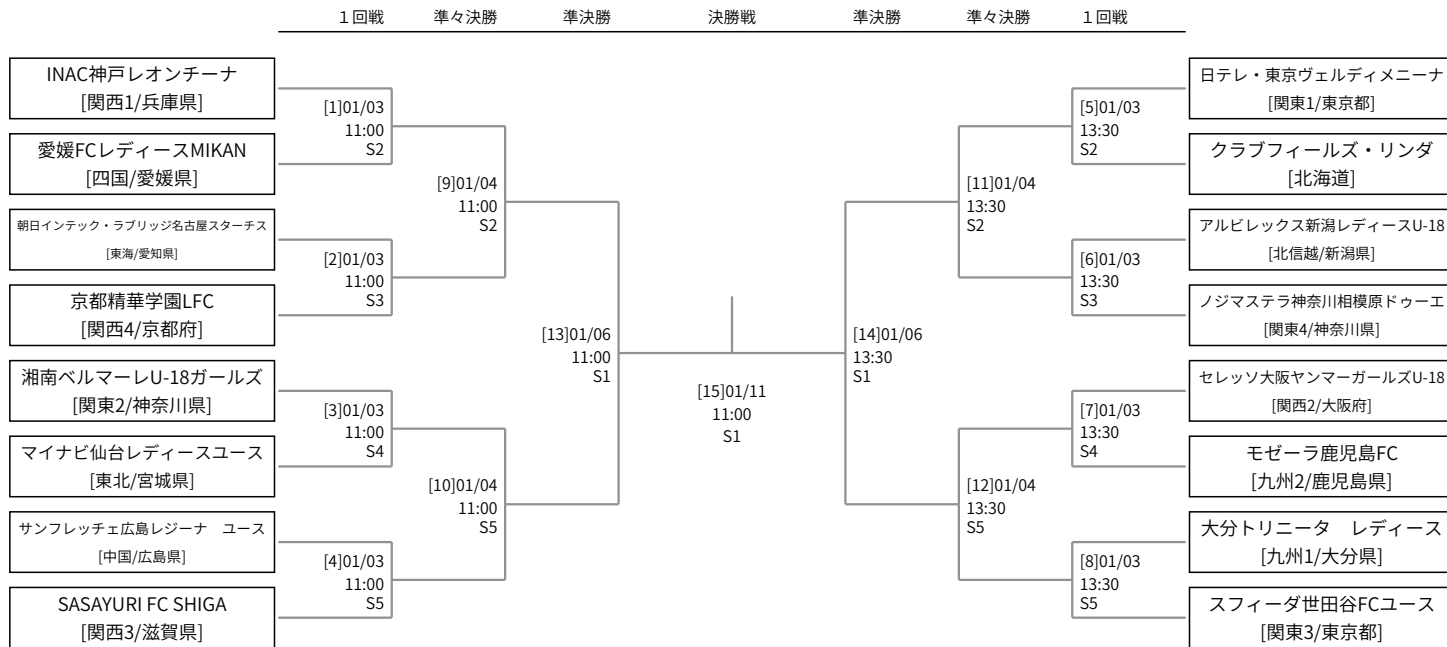 １回戦 準々決勝 準決勝 決勝戦 準決勝 準々決勝 １回戦
INAC神戸レオンチーナ
[関西1/兵庫県]
愛媛FCレディースMIKAN
[四国/愛媛県]
朝日インテック・ラブリッジ名古屋スターチス
[東海/愛知県]
京都精華学園LFC
[関西4/京都府]
湘南ベルマーレU-18ガールズ
[関東2/神奈川県]
マイナビ仙台レディースユース
[東北/宮城県]
サンフレッチェ広島レジーナ　ユース
[中国/広島県]
SASAYURI FC SHIGA
[関西3/滋賀県]
[1]01/03
11:00
S2
[2]01/03
11:00
S3
[3]01/03
11:00
S4
[4]01/03
11:00
S5
[9]01/04
11:00
S2
[10]01/04
11:00
S5
[13]01/06
11:00
S1
[15]01/11
11:00
S1
[14]01/06
13:30
S1
[11]01/04
13:30
S2
[12]01/04
13:30
S5
[5]01/03
13:30
S2
[6]01/03
13:30
S3
[7]01/03
13:30
S4
[8]01/03
13:30
S5
日テレ・東京ヴェルディメニーナ
[関東1/東京都]
クラブフィールズ・リンダ
[北海道]
アルビレックス新潟レディースU-18
[北信越/新潟県]
ノジマステラ神奈川相模原ドゥーエ
[関東4/神奈川県]
セレッソ大阪ヤンマーガールズU-18
[関西2/大阪府]
モゼーラ鹿児島FC
[九州2/鹿児島県]
大分トリニータ　レディース
[九州1/大分県]
スフィーダ世田谷FCユース
[関東3/東京都]